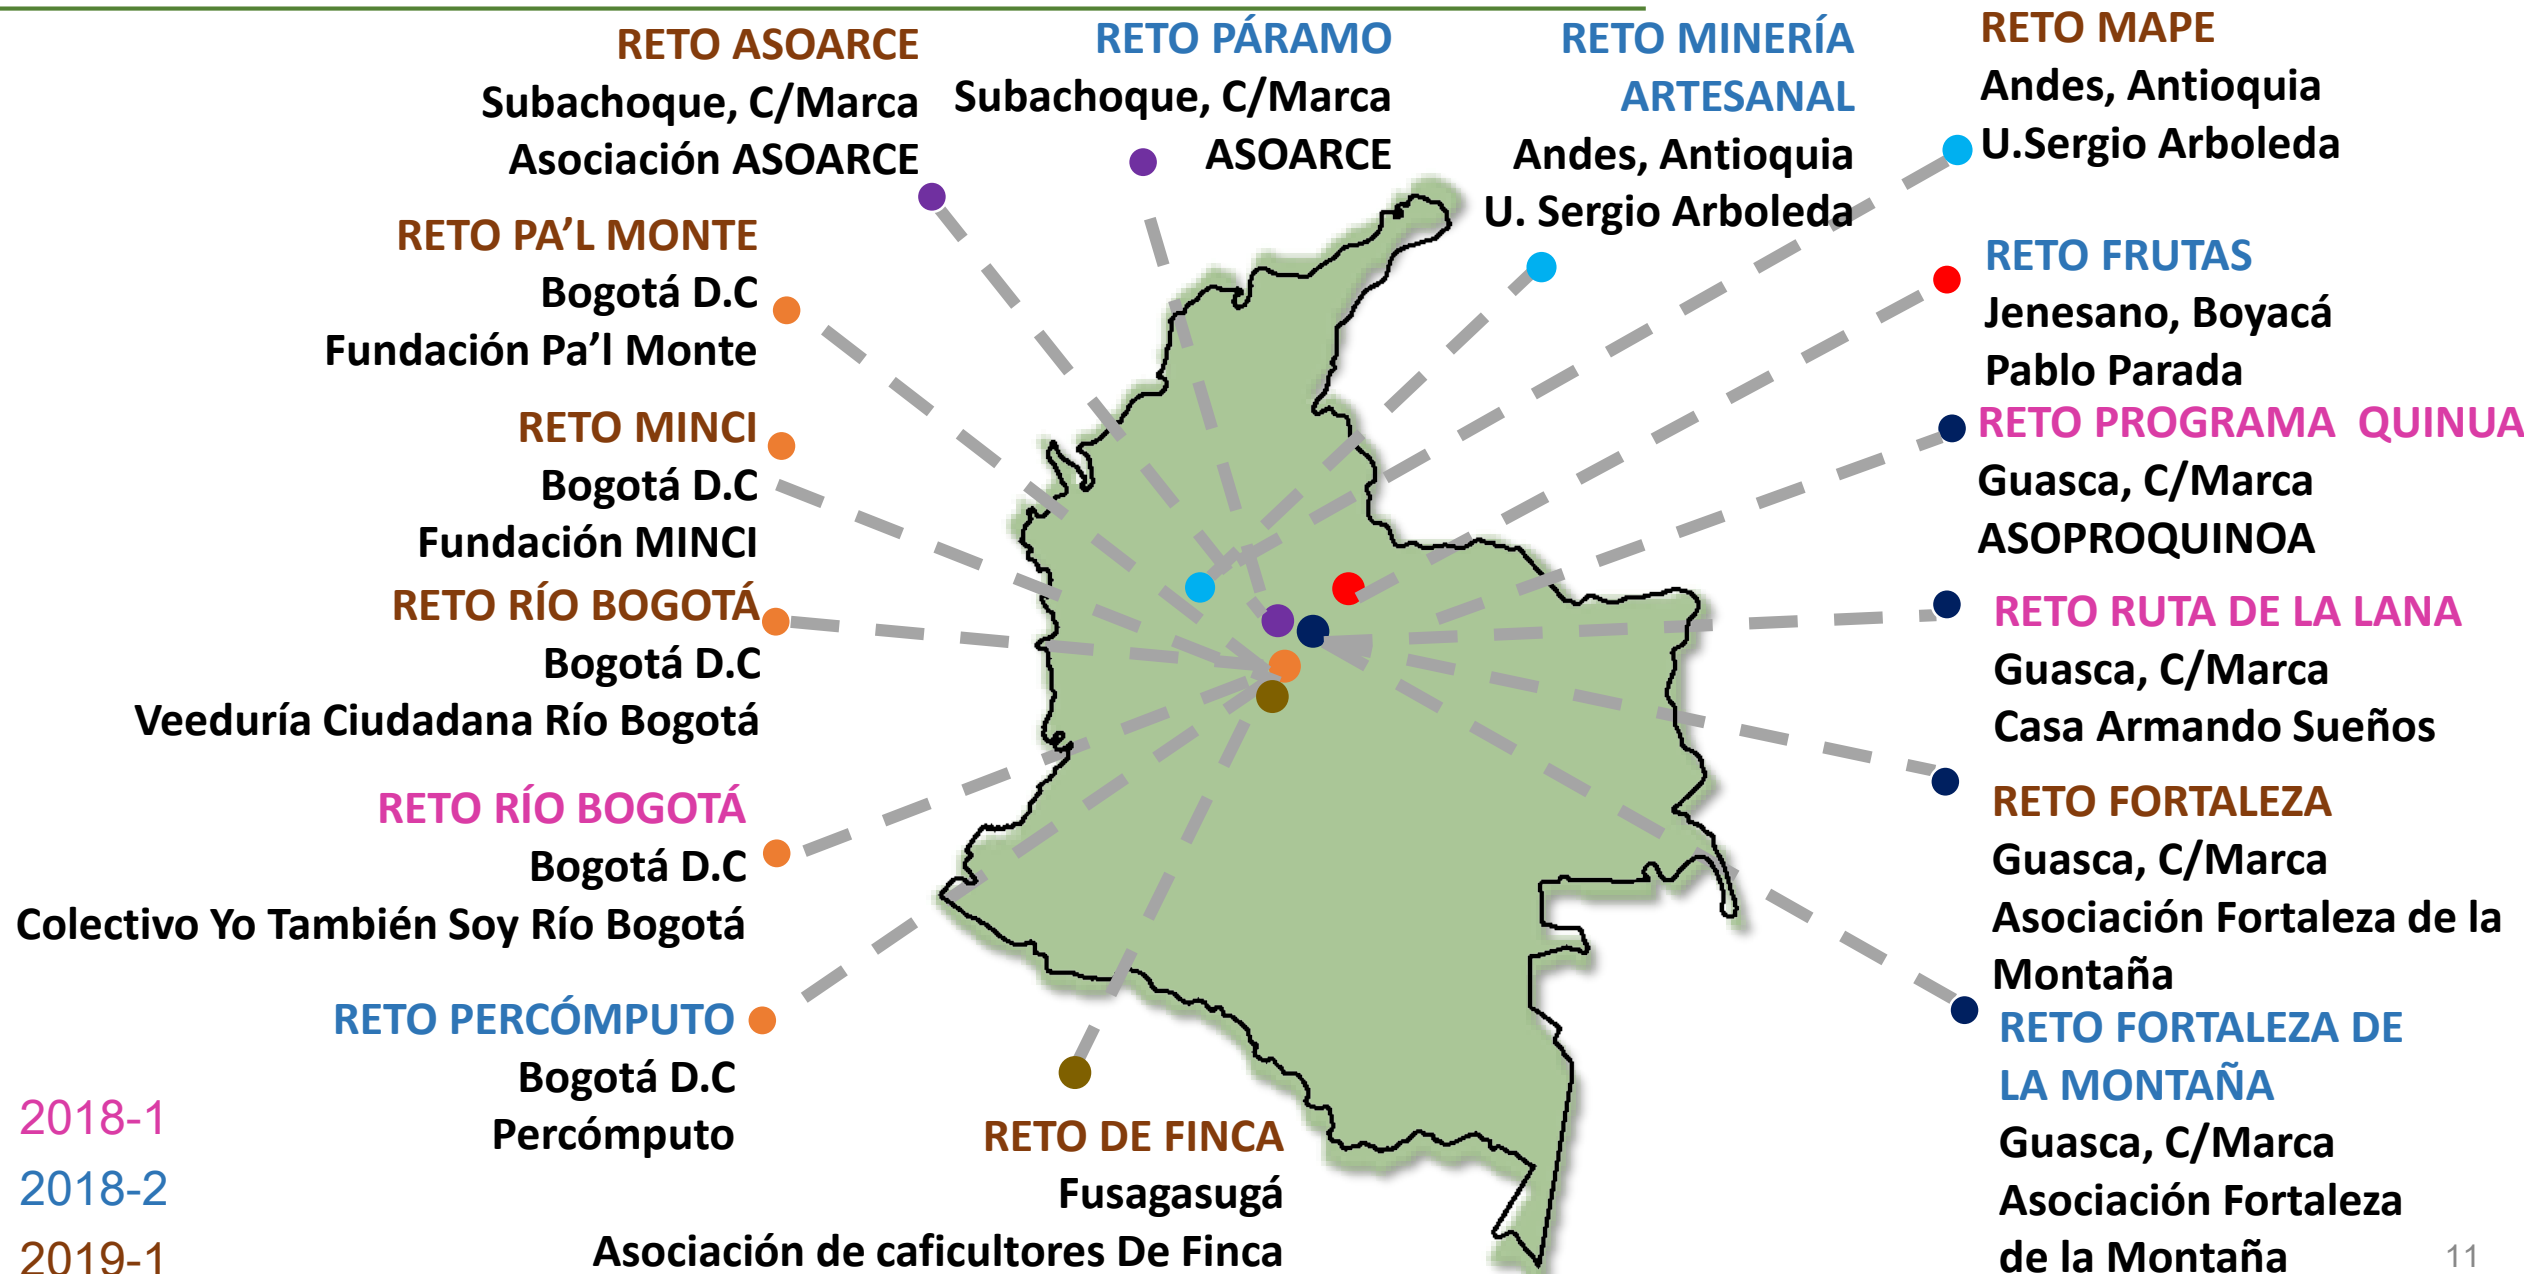 RETO ASOARCE
Subachoque, C/Marca
Asociación ASOARCE
RETO PÁRAMO
Subachoque, C/Marca
ASOARCE
RETO MINERÍA
ARTESANAL
Andes, Antioquia
U. Sergio Arboleda
RETO MAPE
Andes, Antioquia
U.Sergio Arboleda
RETO PA’L MONTE
Bogotá D.C
Fundación Pa’l Monte
RETO FRUTAS
Jenesano, Boyacá
Pablo Parada
RETO MINCI
Bogotá D.C
Fundación MINCI
RETO PROGRAMA  QUINUA
Guasca, C/Marca
ASOPROQUINOA
RETO RÍO BOGOTÁ
Bogotá D.C
Veeduría Ciudadana Río Bogotá
RETO RUTA DE LA LANA
Guasca, C/Marca
Casa Armando Sueños
RETO RÍO BOGOTÁ
Bogotá D.C
Colectivo Yo También Soy Río Bogotá
RETO FORTALEZA
Guasca, C/Marca
Asociación Fortaleza de la
Montaña
RETO PERCÓMPUTO
Bogotá D.C
Percómputo
RETO FORTALEZA DE
LA MONTAÑA
Guasca, C/Marca
Asociación Fortaleza
de la Montaña
RETO DE FINCA
Fusagasugá
Asociación de caficultores De Finca
2018-1
2018-2
2019-1
11